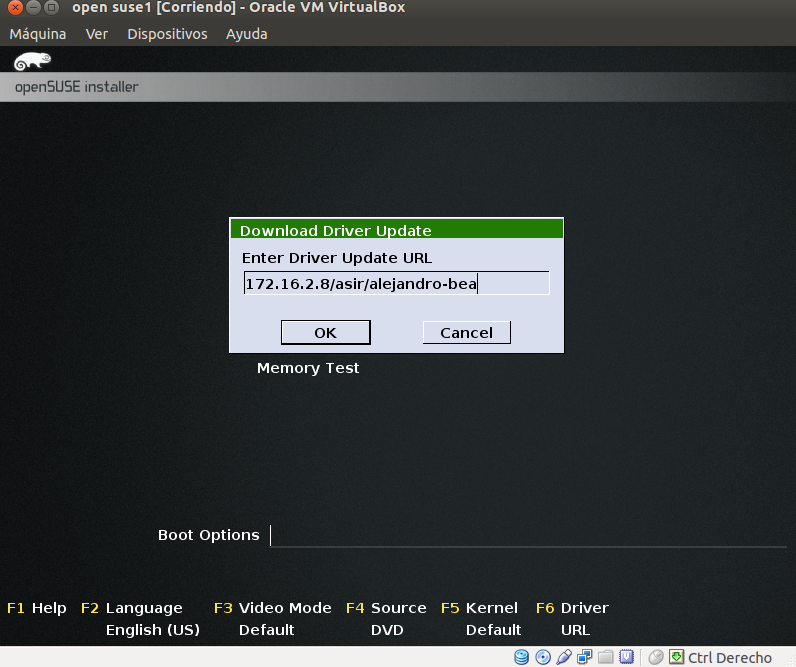 open suse1 [Corriendo] - Oracle VM VirtualBox
Máquina Ver Dispositivos Ayuda
openSUSE installer
Download Driver Update
Enter Driver Update URL
172.16.2.8/asir/alejandro-bea
OK Cancel
Memory Test
Boot Options
F1 Help F2 Language F3 Video Mode F4 Source F5 Kernel F6 Driver
English (US) Default DVD Default URL
Ctrl Derecho